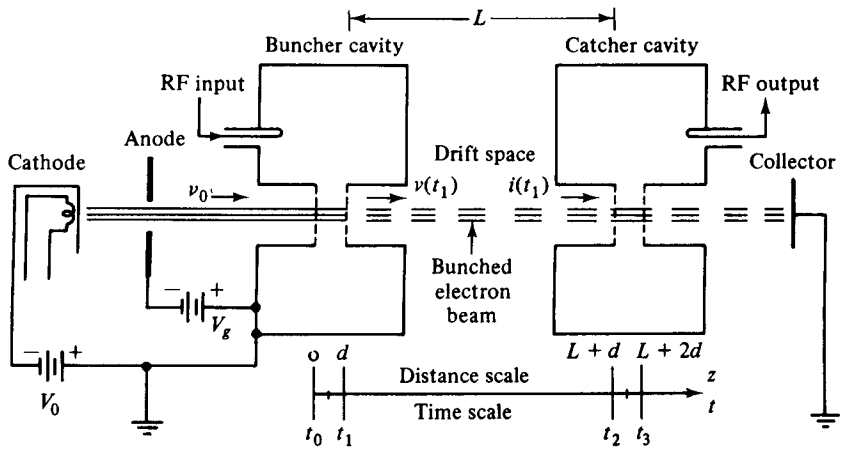 L
Buncher cavity
Catcher cavity
RF input
RF output
Anode
Cathode
Drift space
Collector
v₀
v(t₁)
i(t₁)
Bunched
electron
beam
− +
V_g
− +
V₀
o d
L + d L + 2d
Distance scale
z
Time scale
t
t₀ t₁
t₂ t₃